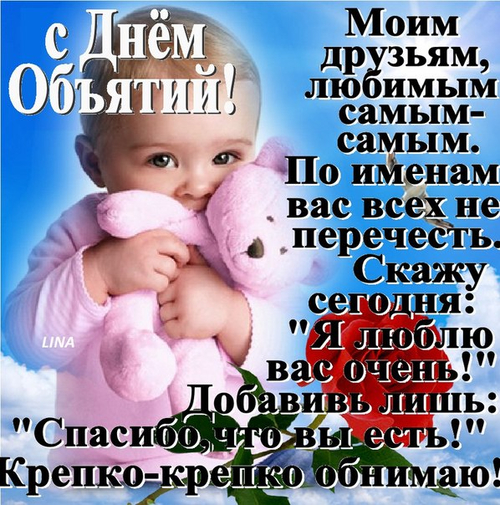 с Днём
Объятий!
Моим
друзьям,
любимым
самым-
самым.
По именам
вас всех не
перечесть.
Скажу
сегодня:
"Я люблю
вас очень!"
Добавивь лишь:
"Спасибо,что вы есть!"
Крепко-крепко обнимаю!
LINA